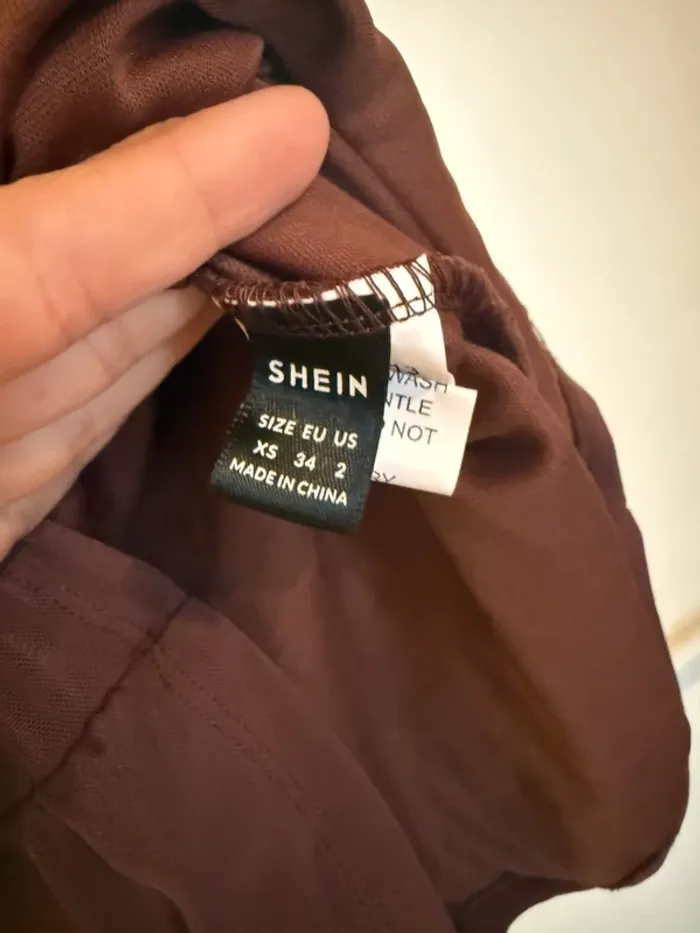 SHEIN
SIZE EU US
XS 34 2
MADE IN CHINA
WASH
NOT